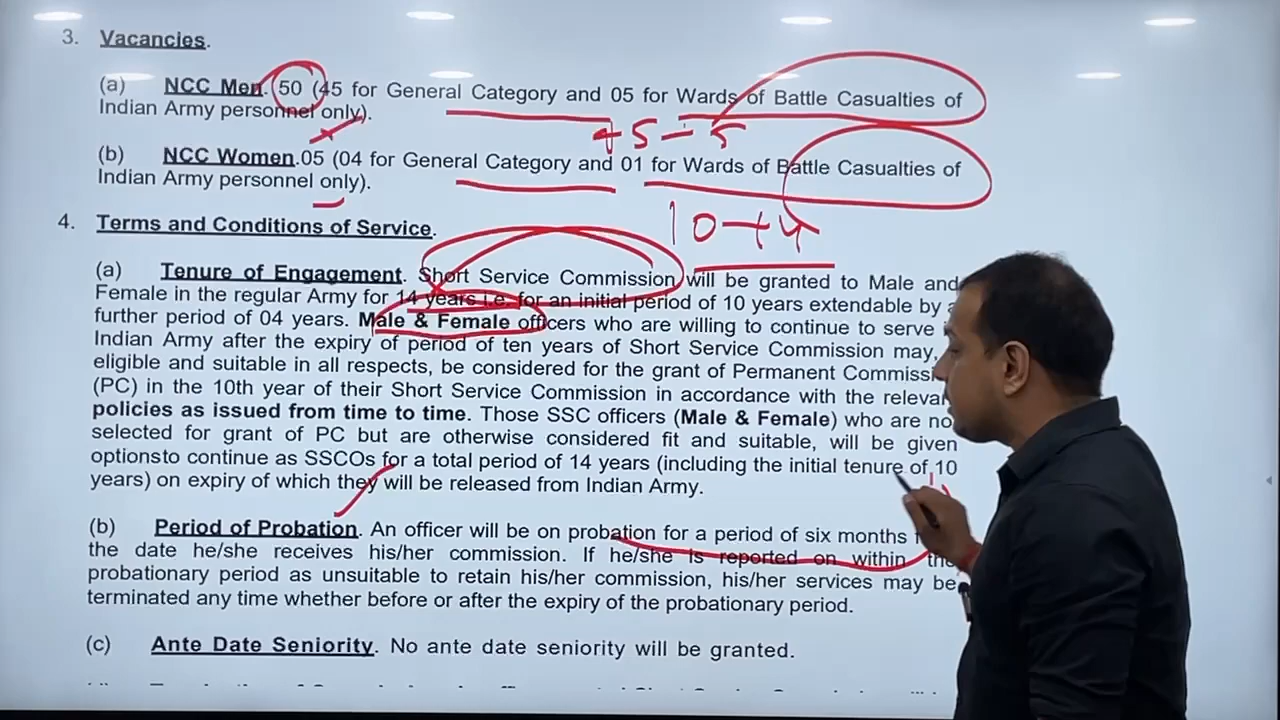 3. Vacancies.
(a) NCC Men. 50 (45 for General Category and 05 for Wards of Battle Casualties of
Indian Army personnel only).
45 - 5
(b) NCC Women.05 (04 for General Category and 01 for Wards of Battle Casualties of
Indian Army personnel only).
10+4
4. Terms and Conditions of Service.
(a) Tenure of Engagement. Short Service Commission will be granted to Male and
Female in the regular Army for 14 years i.e. for an initial period of 10 years extendable by a
further period of 04 years. Male & Female officers who are willing to continue to serve
Indian Army after the expiry of period of ten years of Short Service Commission may,
eligible and suitable in all respects, be considered for the grant of Permanent
(PC) in the 10th year of their Short Service Commission in accordance with the
policies as issued from time to time. Those SSC officers (Male & Female) who are
selected for grant of PC but are otherwise considered fit and suitable, will be given
optionsto continue as SSCOs for a total period of 14 years (including the initial tenure of 10
years) on expiry of which they will be released from Indian Army.
(b) Period of Probation. An officer will be on probation for a period of six months
the date he/she receives his/her commission. If he/she is reported on within the
probationary period as unsuitable to retain his/her commission, his/her services may be
terminated any time whether before or after the expiry of the probationary period.
(c) Ante Date Seniority. No ante date seniority will be granted.